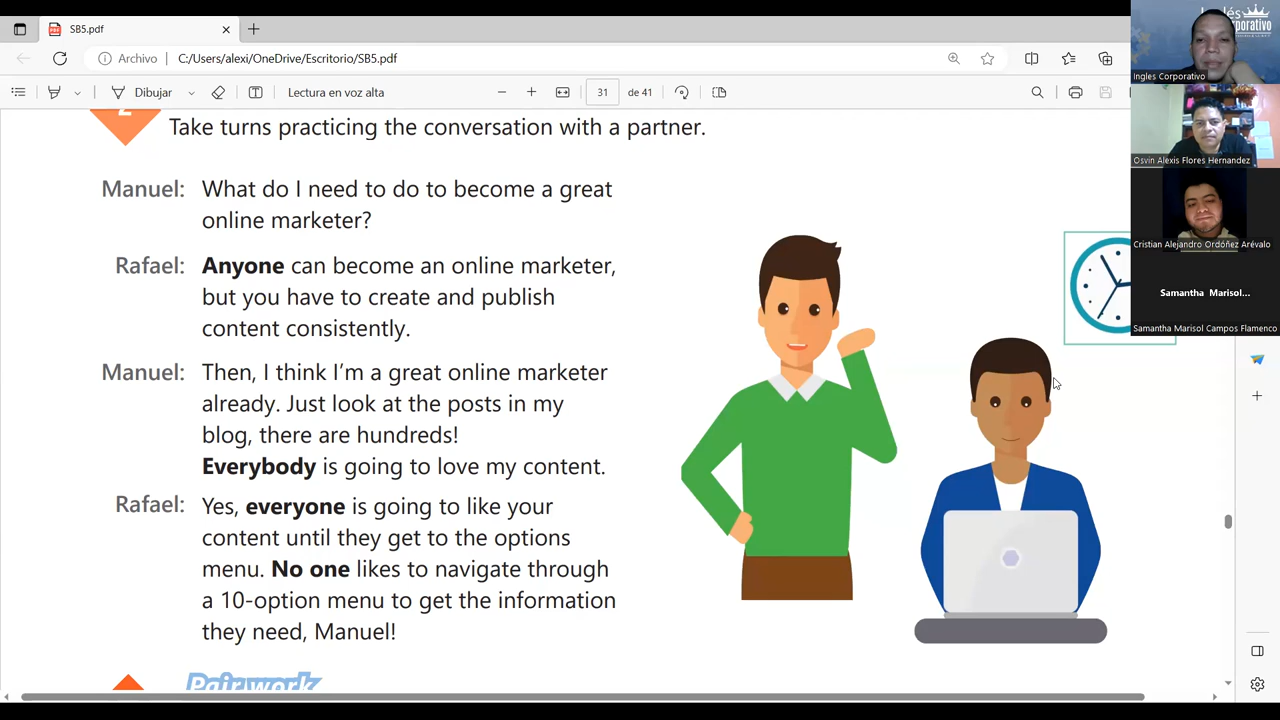 SB5.pdf
Archivo
C:/Users/alexi/OneDrive/Escritorio/SB5.pdf
Dibujar
Lectura en voz alta
31
de 41
2
Take turns practicing the conversation with a partner.
Manuel: What do I need to do to become a great
online marketer?
Rafael: Anyone can become an online marketer,
but you have to create and publish
content consistently.
Manuel: Then, I think I'm a great online marketer
already. Just look at the posts in my
blog, there are hundreds!
Everybody is going to love my content.
Rafael: Yes, everyone is going to like your
content until they get to the options
menu. No one likes to navigate through
a 10-option menu to get the information
they need, Manuel!
Pair work
Ingles Corporativo
Osvin Alexis Flores Hernandez
Cristian Alejandro Ordóñez Arévalo
Samantha Marisol...
Samantha Marisol Campos Flamenco